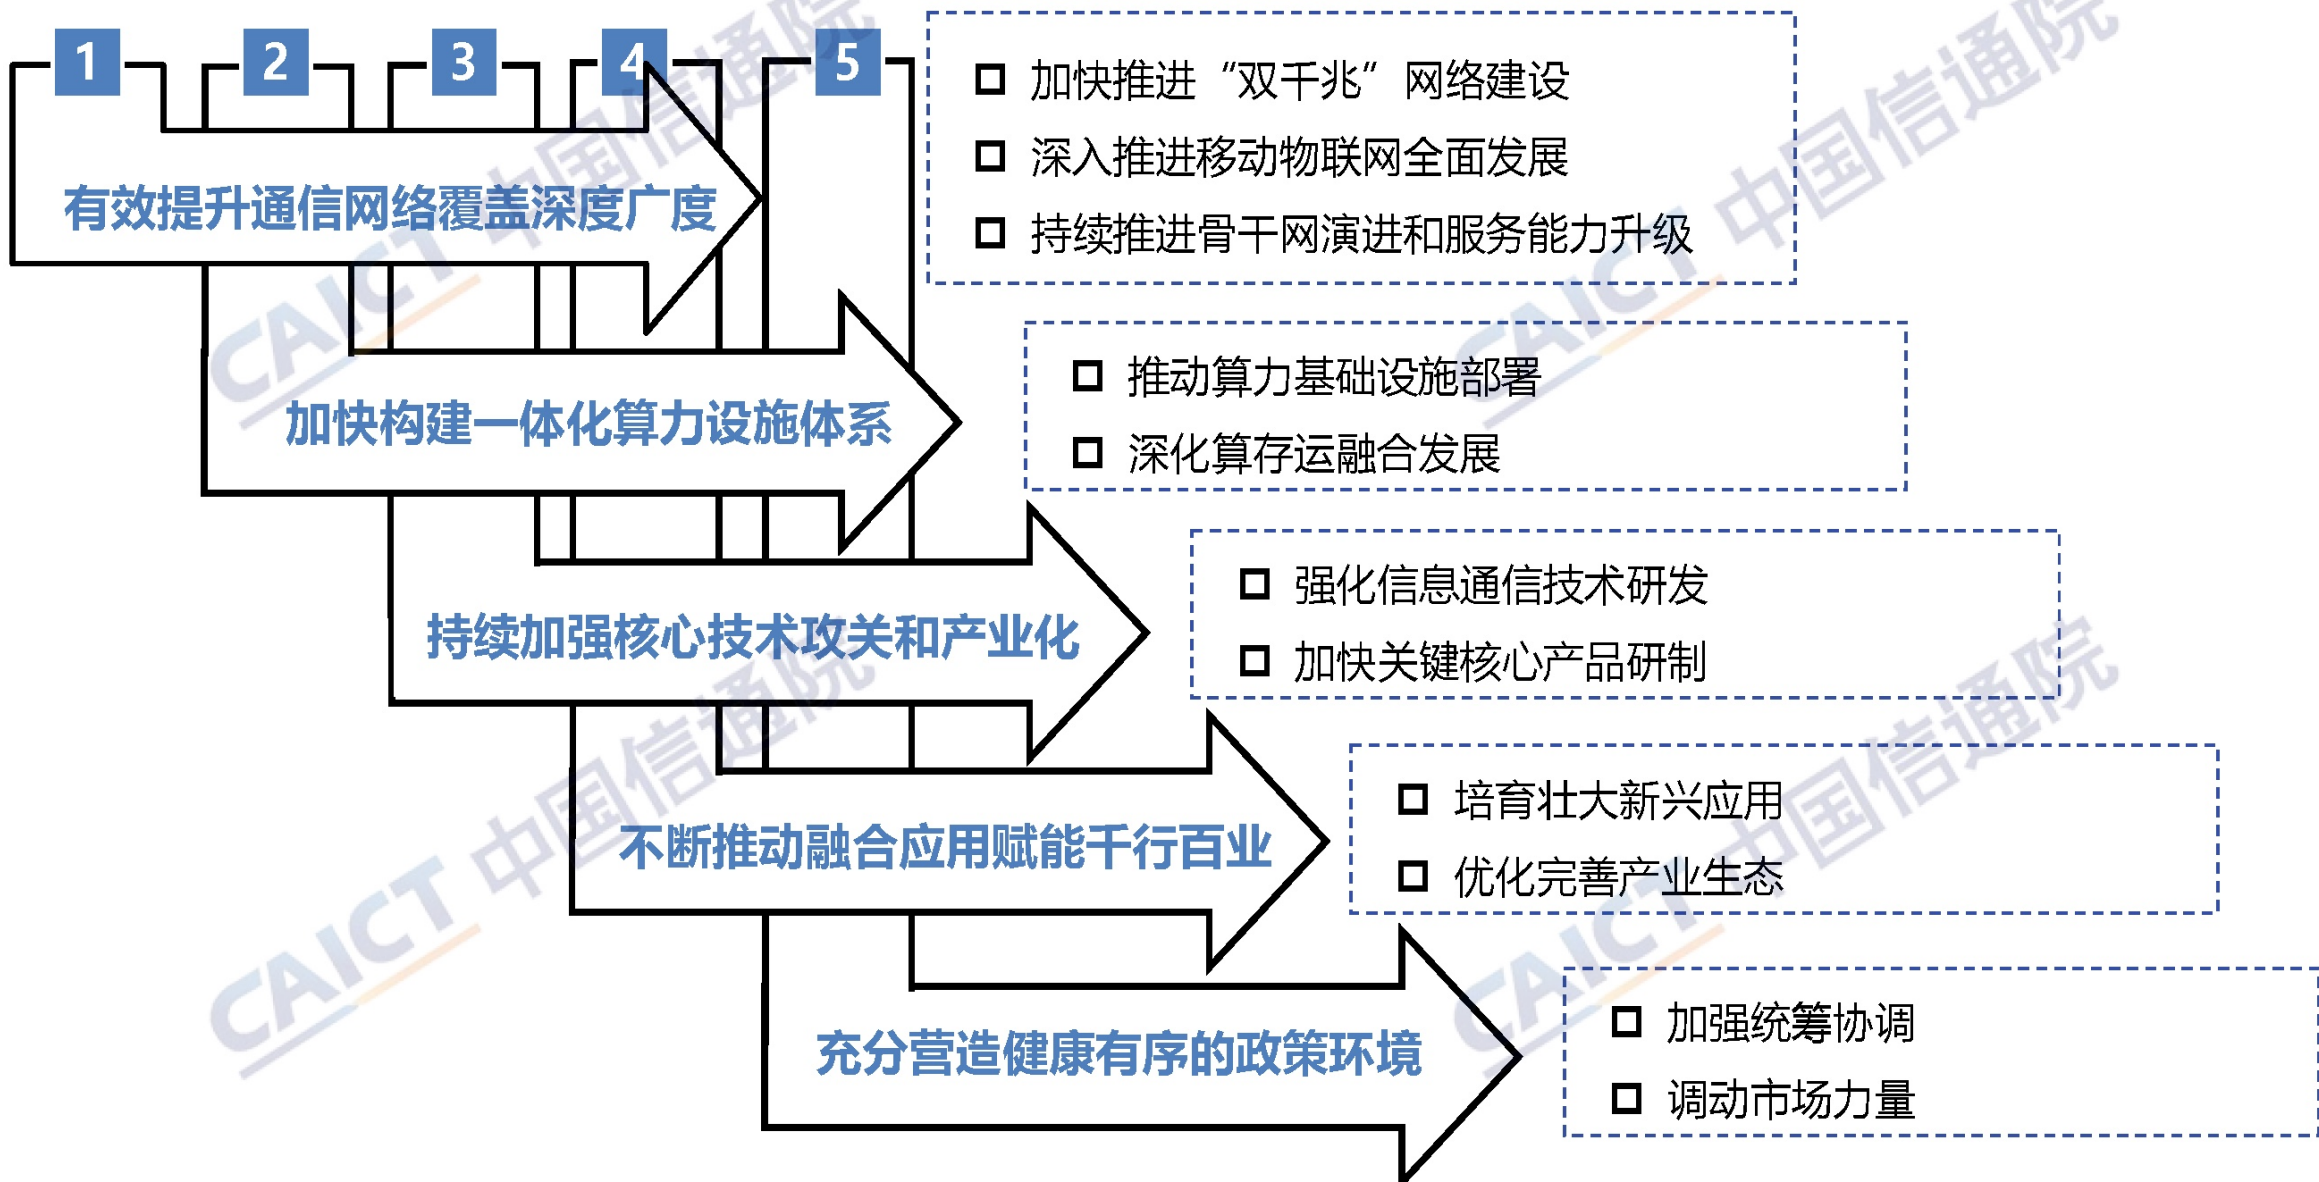 1
2
3
4
5
有效提升通信网络覆盖深度广度
加快推进“双千兆”网络建设
深入推进移动物联网全面发展
持续推进骨干网演进和服务能力升级
加快构建一体化算力设施体系
推动算力基础设施部署
深化算存运融合发展
持续加强核心技术攻关和产业化
强化信息通信技术研发
加快关键核心产品研制
不断推动融合应用赋能千行百业
培育壮大新兴应用
优化完善产业生态
充分营造健康有序的政策环境
加强统筹协调
调动市场力量
CAICT 中国信通院
CAICT 中国信通院
CAICT 中国信通院
CAICT 中国信通院